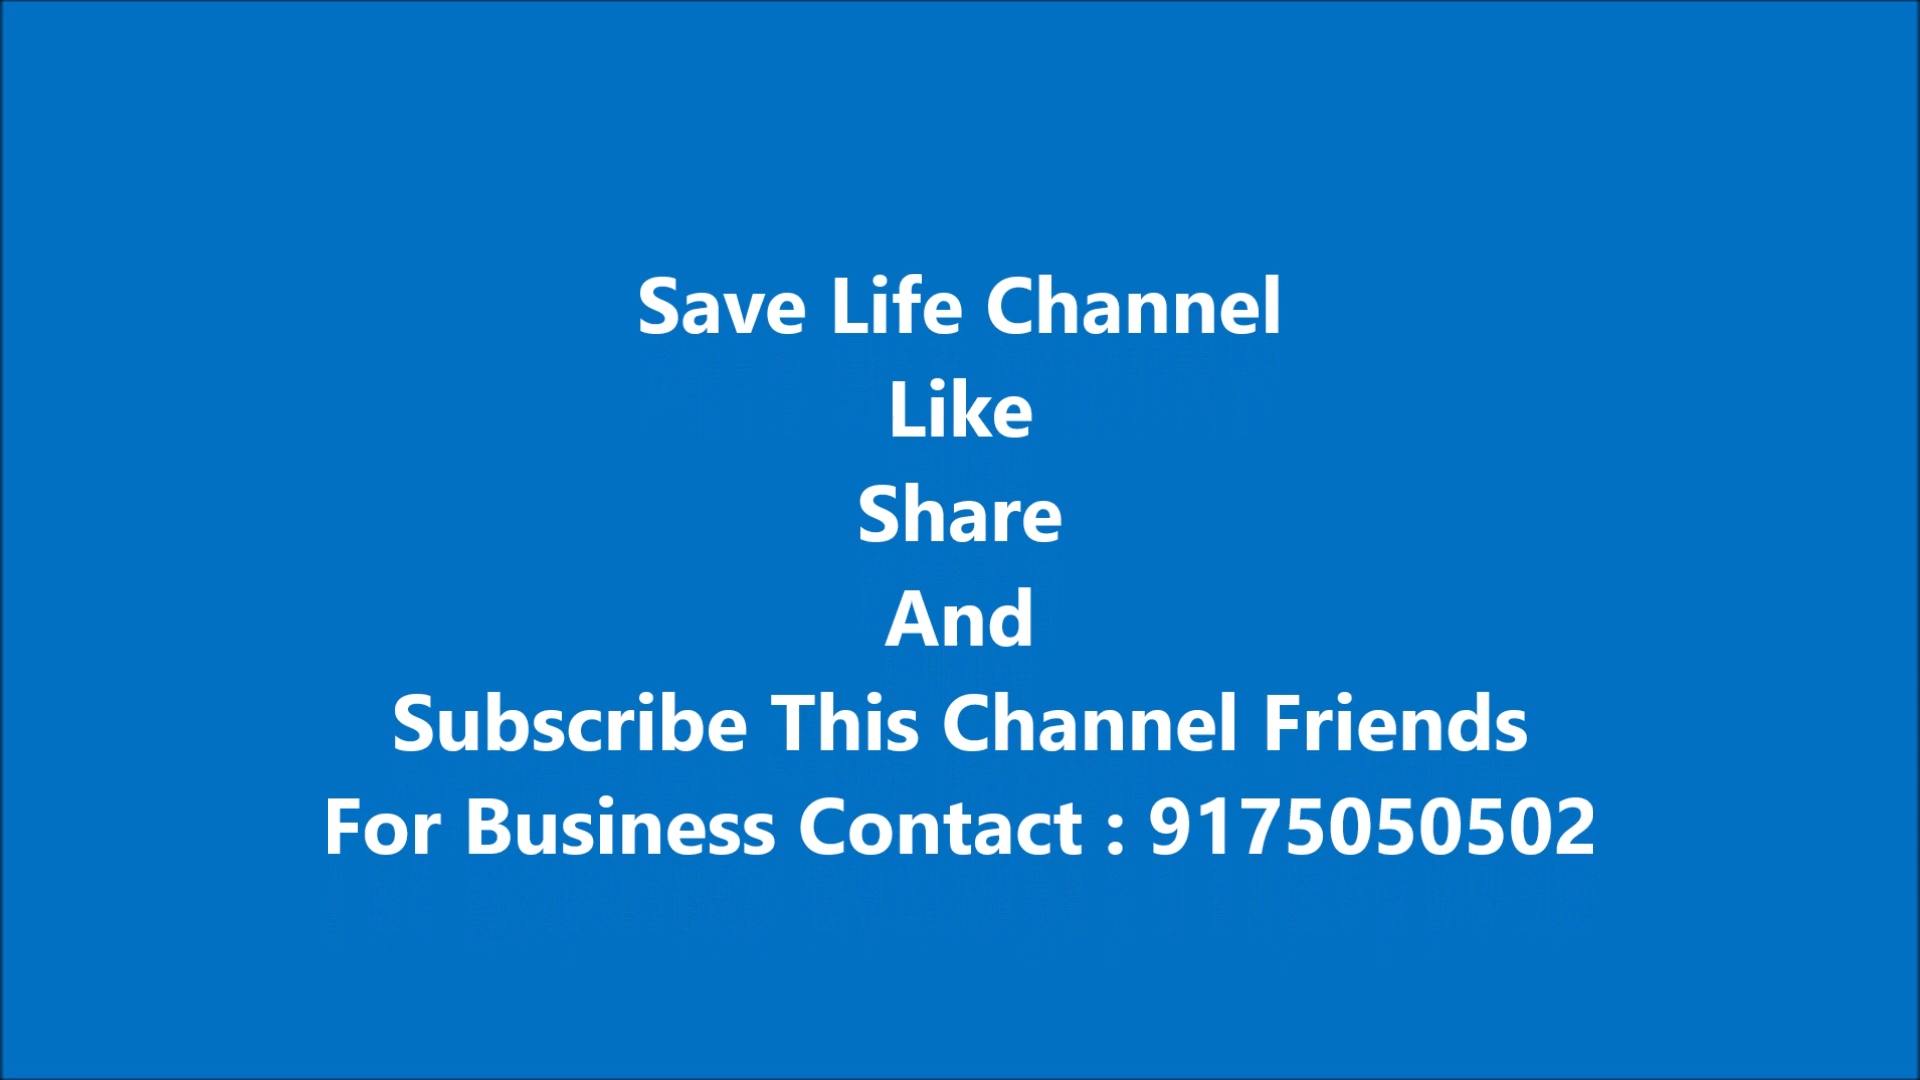 Save Life Channel
Like
Share
And
Subscribe This Channel Friends
For Business Contact : 9175050502